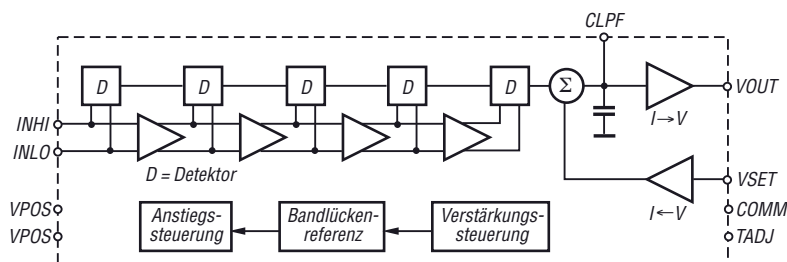 CLPF
D D D D D
Σ
VOUT
INHI
I→V
INLO
D = Detektor
VSET
I←V
VPOS
Anstiegs-
steuerung
Bandlücken-
referenz
Verstärkungs-
steuerung
COMM
VPOS
TADJ